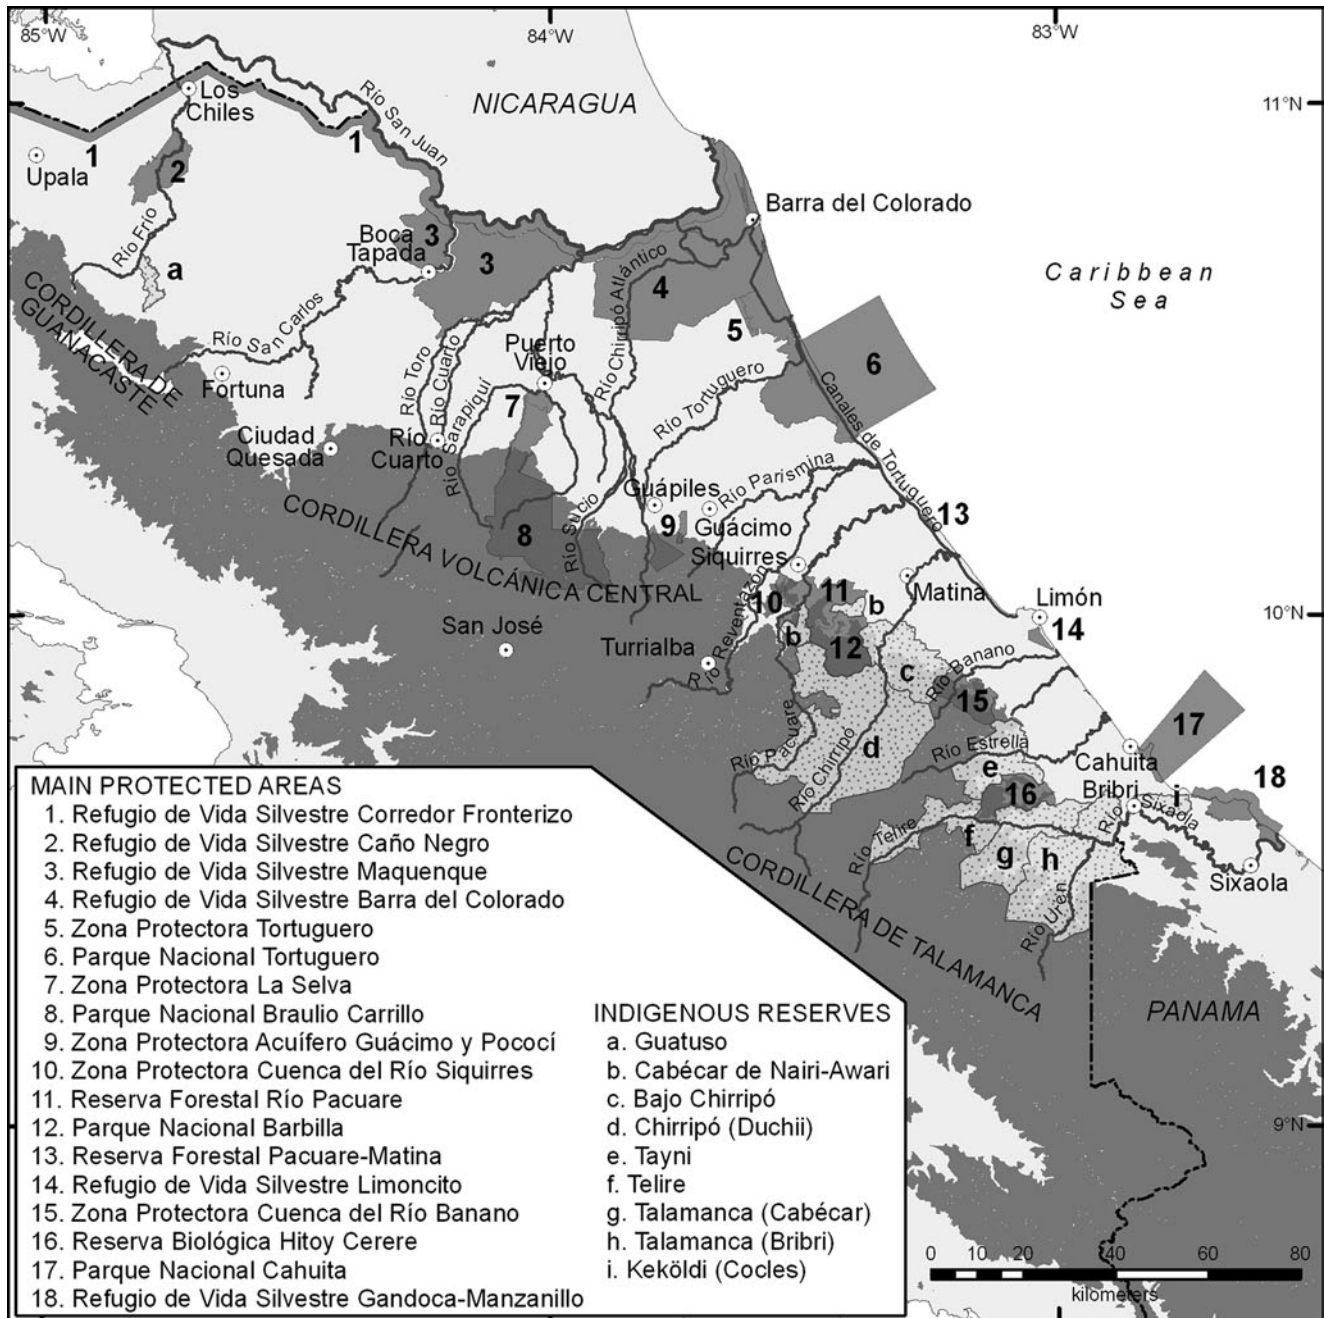 85°W
84°W
83°W
11°N
10°N
9°N
NICARAGUA
Caribbean
Sea
PANAMA
Los
Chiles
Upala
Río San Juan
1
1
2
Río Frío
a
Boca
Tapada
3
3
Barra del Colorado
4
5
6
Río Chirripó Atlántico
CORDILLERA DE
GUANACASTE
Río San Carlos
Fortuna
Río Toro
Río Cuarto
Puerto
Viejo
Río Sarapiquí
7
Río Tortuguero
Canales de Tortuguero
Ciudad
Quesada
Río
Cuarto
CORDILLERA VOLCÁNICA CENTRAL
8
Río Sucio
Guápiles
9
Guácimo
Río Parismina
Siquirres
13
10
11
b
b
12
Matina
Limón
14
San José
Turrialba
Río Reventazón
c
Río Banano
15
Río Pacuare
d
Río Chirripó
Río Estrella
e
16
17
Cahuita
Bribri
18
i
Río Sixaola
Río Telire
f
g
h
Río Uren
Sixaola
CORDILLERA DE TALAMANCA
MAIN PROTECTED AREAS
1. Refugio de Vida Silvestre Corredor Fronterizo
2. Refugio de Vida Silvestre Caño Negro
3. Refugio de Vida Silvestre Maquenque
4. Refugio de Vida Silvestre Barra del Colorado
5. Zona Protectora Tortuguero
6. Parque Nacional Tortuguero
7. Zona Protectora La Selva
8. Parque Nacional Braulio Carrillo
9. Zona Protectora Acuífero Guácimo y Pococí
10. Zona Protectora Cuenca del Río Siquirres
11. Reserva Forestal Río Pacuare
12. Parque Nacional Barbilla
13. Reserva Forestal Pacuare-Matina
14. Refugio de Vida Silvestre Limoncito
15. Zona Protectora Cuenca del Río Banano
16. Reserva Biológica Hitoy Cerere
17. Parque Nacional Cahuita
18. Refugio de Vida Silvestre Gandoca-Manzanillo
INDIGENOUS RESERVES
a. Guatuso
b. Cabécar de Nairi-Awari
c. Bajo Chirripó
d. Chirripó (Duchii)
e. Tayni
f. Telire
g. Talamanca (Cabécar)
h. Talamanca (Bribri)
i. Keköldi (Cocles)
0 10 20 40 60 80
kilometers